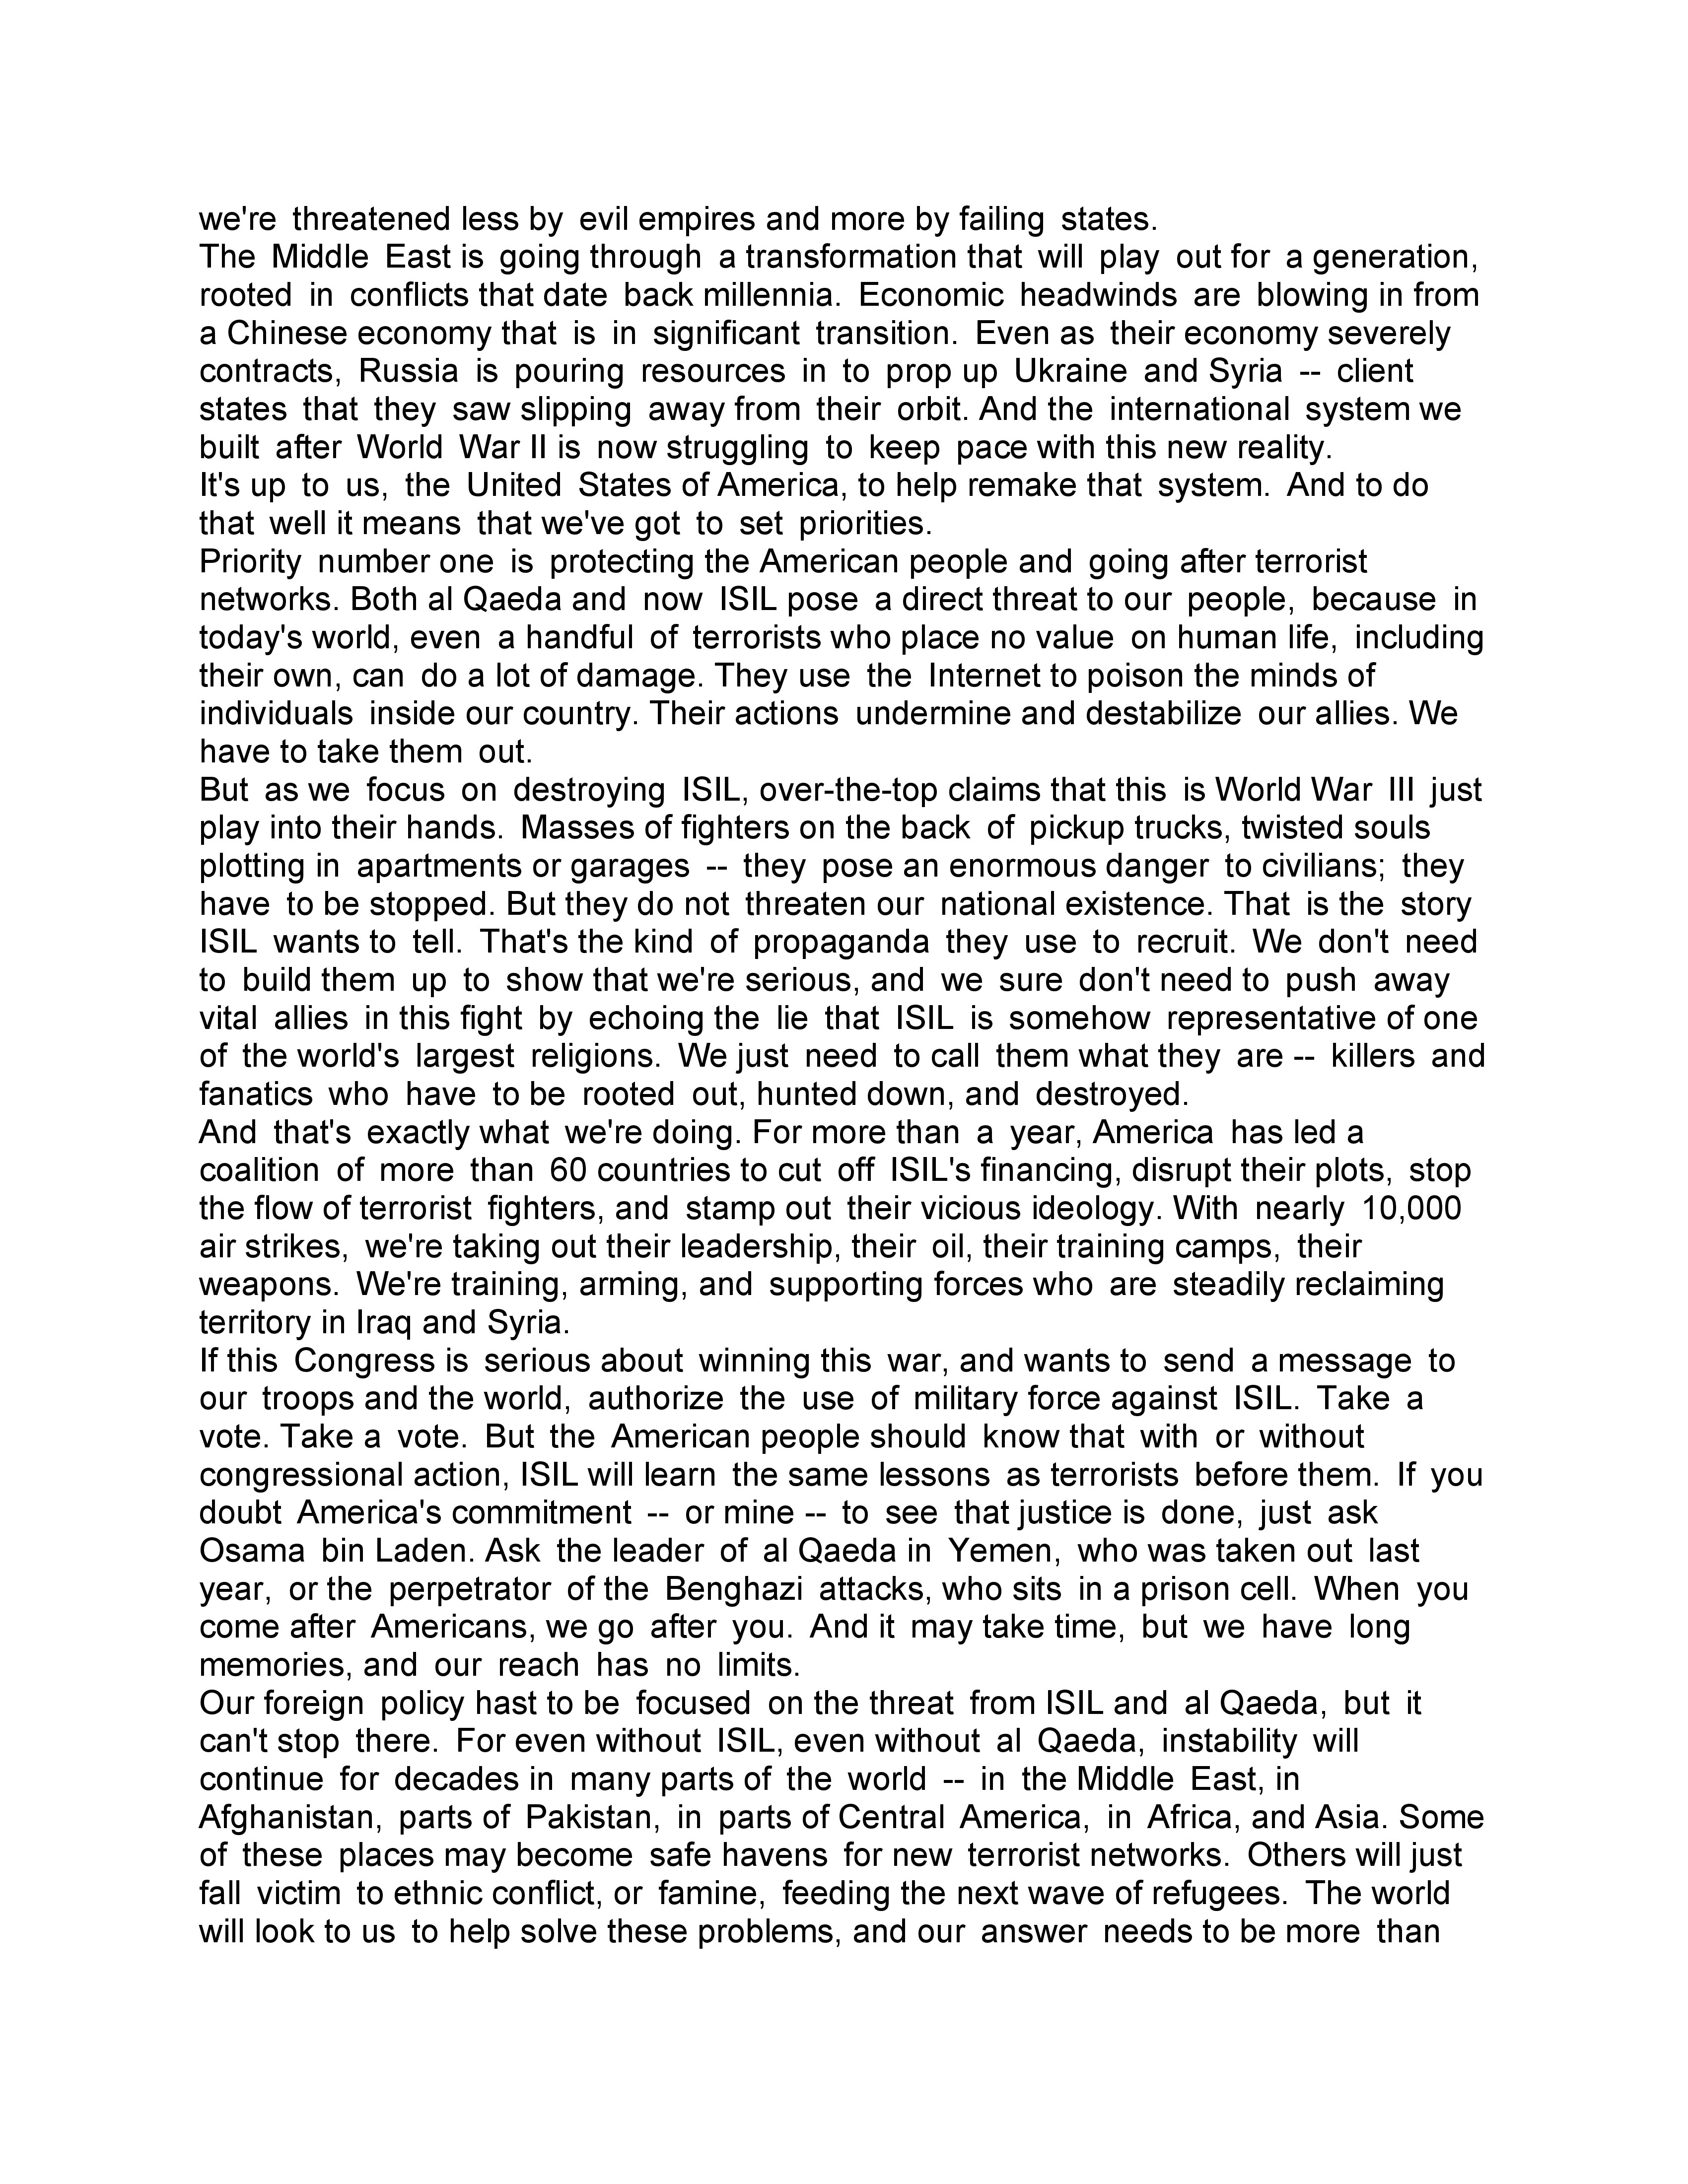 we're threatened less by evil empires and more by failing states.
The Middle East is going through a transformation that will play out for a generation,
rooted in conflicts that date back millennia. Economic headwinds are blowing in from
a Chinese economy that is in significant transition. Even as their economy severely
contracts, Russia is pouring resources in to prop up Ukraine and Syria -- client
states that they saw slipping away from their orbit. And the international system we
built after World War II is now struggling to keep pace with this new reality.
It's up to us, the United States of America, to help remake that system. And to do
that well it means that we've got to set priorities.
Priority number one is protecting the American people and going after terrorist
networks. Both al Qaeda and now ISIL pose a direct threat to our people, because in
today's world, even a handful of terrorists who place no value on human life, including
their own, can do a lot of damage. They use the Internet to poison the minds of
individuals inside our country. Their actions undermine and destabilize our allies. We
have to take them out.
But as we focus on destroying ISIL, over-the-top claims that this is World War III just
play into their hands. Masses of fighters on the back of pickup trucks, twisted souls
plotting in apartments or garages -- they pose an enormous danger to civilians; they
have to be stopped. But they do not threaten our national existence. That is the story
ISIL wants to tell. That's the kind of propaganda they use to recruit. We don't need
to build them up to show that we're serious, and we sure don't need to push away
vital allies in this fight by echoing the lie that ISIL is somehow representative of one
of the world's largest religions. We just need to call them what they are -- killers and
fanatics who have to be rooted out, hunted down, and destroyed.
And that's exactly what we're doing. For more than a year, America has led a
coalition of more than 60 countries to cut off ISIL's financing, disrupt their plots, stop
the flow of terrorist fighters, and stamp out their vicious ideology. With nearly 10,000
air strikes, we're taking out their leadership, their oil, their training camps, their
weapons. We're training, arming, and supporting forces who are steadily reclaiming
territory in Iraq and Syria.
If this Congress is serious about winning this war, and wants to send a message to
our troops and the world, authorize the use of military force against ISIL. Take a
vote. Take a vote. But the American people should know that with or without
congressional action, ISIL will learn the same lessons as terrorists before them. If you
doubt America's commitment -- or mine -- to see that justice is done, just ask
Osama bin Laden. Ask the leader of al Qaeda in Yemen, who was taken out last
year, or the perpetrator of the Benghazi attacks, who sits in a prison cell. When you
come after Americans, we go after you. And it may take time, but we have long
memories, and our reach has no limits.
Our foreign policy hast to be focused on the threat from ISIL and al Qaeda, but it
can't stop there. For even without ISIL, even without al Qaeda, instability will
continue for decades in many parts of the world -- in the Middle East, in
Afghanistan, parts of Pakistan, in parts of Central America, in Africa, and Asia. Some
of these places may become safe havens for new terrorist networks. Others will just
fall victim to ethnic conflict, or famine, feeding the next wave of refugees. The world
will look to us to help solve these problems, and our answer needs to be more than